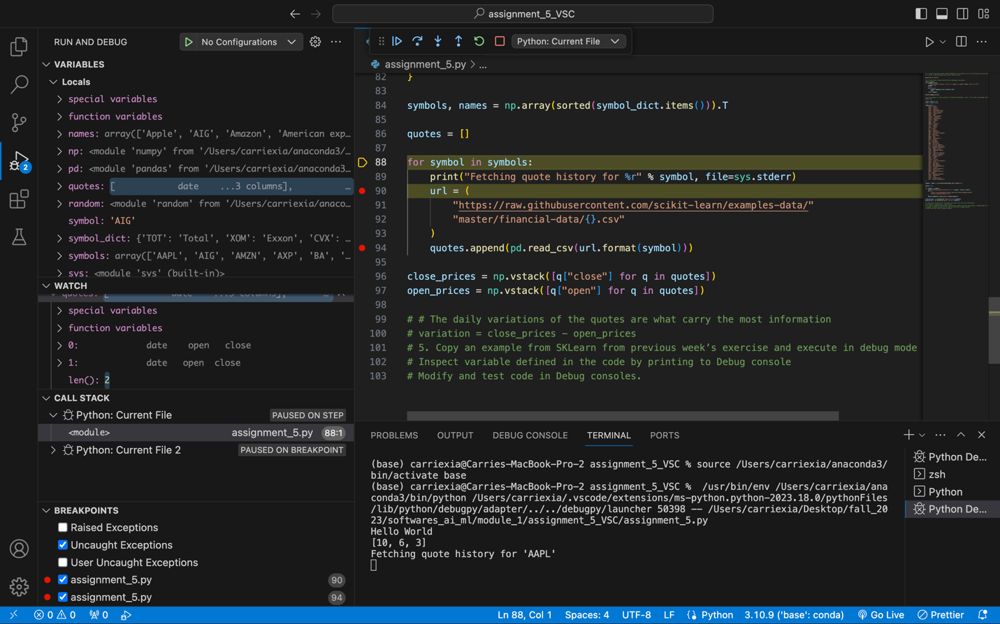 assignment_5_VSC
RUN AND DEBUG
No Configurations
Python: Current File
VARIABLES
Locals
special variables
function variables
names: array(['Apple', 'AIG', 'Amazon', 'American exp…
np: <module 'numpy' from '/Users/carriexia/anaconda3/…
pd: <module 'pandas' from '/Users/carriexia/anaconda3…
quotes: [ date ...3 columns], …
random: <module 'random' from '/Users/carriexia/anaco…
symbol: 'AIG'
symbol_dict: {'TOT': 'Total', 'XOM': 'Exxon', 'CVX': …
symbols: array(['AAPL', 'AIG', 'AMZN', 'AXP', 'BA', '…
sys: <module 'sys' (built-in)>
WATCH
quotes: [ date ...3 columns], …
special variables
function variables
0: date open close
1: date open close
len(): 2
CALL STACK
Python: Current File PAUSED ON STEP
<module> assignment_5.py 88:1
Python: Current File 2 PAUSED ON BREAKPOINT
BREAKPOINTS
Raised Exceptions
Uncaught Exceptions
User Uncaught Exceptions
assignment_5.py 90
assignment_5.py 94
2
assignment_5.py > ...
82 }
83
84 symbols, names = np.array(sorted(symbol_dict.items())).T
85
86 quotes = []
87
88 for symbol in symbols:
89 print("Fetching quote history for %r" % symbol, file=sys.stderr)
90 url = (
91 "https://raw.githubusercontent.com/scikit-learn/examples-data/"
92 "master/financial-data/{}.csv"
93 )
94 quotes.append(pd.read_csv(url.format(symbol)))
95
96 close_prices = np.vstack([q["close"] for q in quotes])
97 open_prices = np.vstack([q["open"] for q in quotes])
98
99 # # The daily variations of the quotes are what carry the most information
100 # variation = close_prices - open_prices
101 # 5. Copy an example from SKLearn from previous week's exercise and execute in debug mode
102 # Inspect variable defined in the code by printing to Debug console
103 # Modify and test code in Debug consoles.
PROBLEMS OUTPUT DEBUG CONSOLE TERMINAL PORTS
(base) carriexia@Carries-MacBook-Pro-2 assignment_5_VSC % source /Users/carriexia/anaconda3/
bin/activate base
(base) carriexia@Carries-MacBook-Pro-2 assignment_5_VSC % /usr/bin/env /Users/carriexia/ana
conda3/bin/python /Users/carriexia/.vscode/extensions/ms-python.python-2023.18.0/pythonFiles
/lib/python/debugpy/adapter/../../debugpy/launcher 50398 -- /Users/carriexia/Desktop/fall_20
23/softwares_ai_ml/module_1/assignment_5_VSC/assignment_5.py
Hello World
[10, 6, 3]
Fetching quote history for 'AAPL'
Python De...
zsh
Python
Python De...
0 0 0
Ln 88, Col 1 Spaces: 4 UTF-8 LF Python 3.10.9 ('base': conda) Go Live Prettier